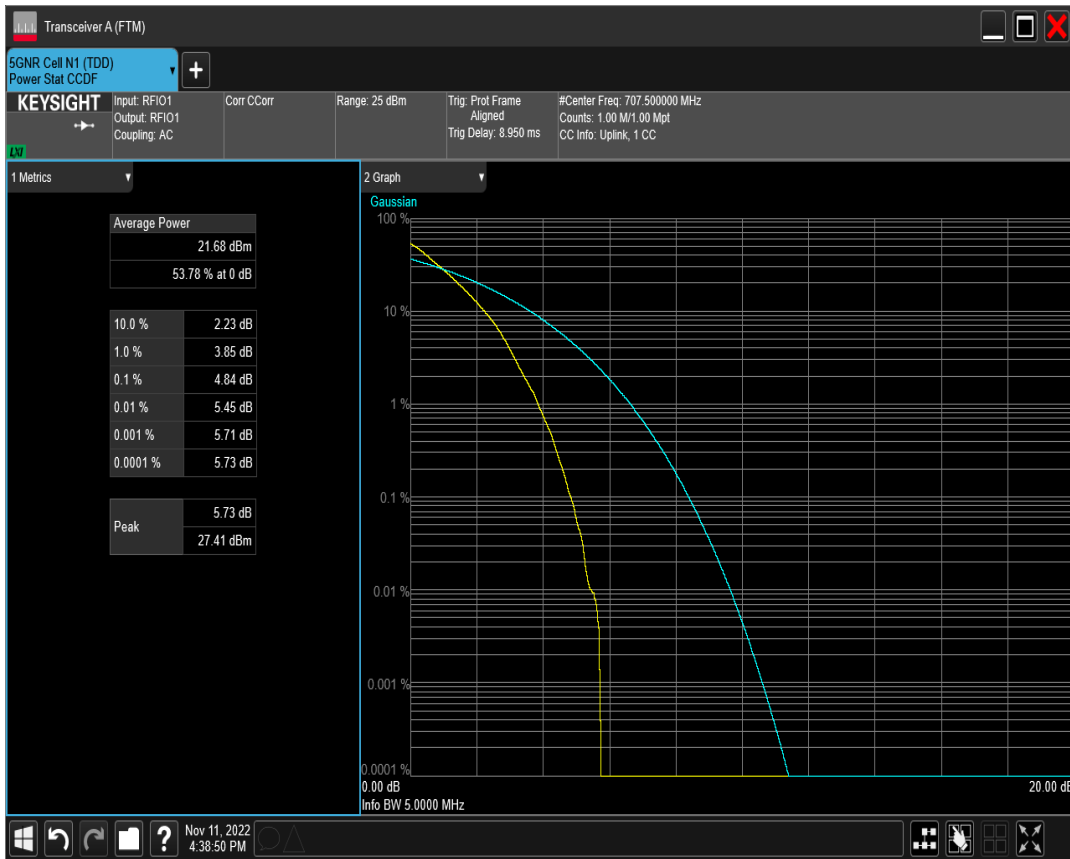 Transceiver A (FTM)
5GNR Cell N1 (TDD)
Power Stat CCDF
+
KEYSIGHT
LXI
Input: RFIO1
Output: RFIO1
Coupling: AC
Corr CCorr
Range: 25 dBm
Trig: Prot Frame
Aligned
Trig Delay: 8.950 ms
#Center Freq: 707.500000 MHz
Counts: 1.00 M/1.00 Mpt
CC Info: Uplink, 1 CC
1 Metrics
Average Power
21.68 dBm
53.78 % at 0 dB
10.0 % 2.23 dB
1.0 % 3.85 dB
0.1 % 4.84 dB
0.01 % 5.45 dB
0.001 % 5.71 dB
0.0001 % 5.73 dB
Peak
5.73 dB
27.41 dBm
2 Graph
Gaussian
100 %
10 %
1 %
0.1 %
0.01 %
0.001 %
0.0001 %
0.00 dB
20.00 dB
Info BW 5.0000 MHz
?
Nov 11, 2022
4:38:50 PM